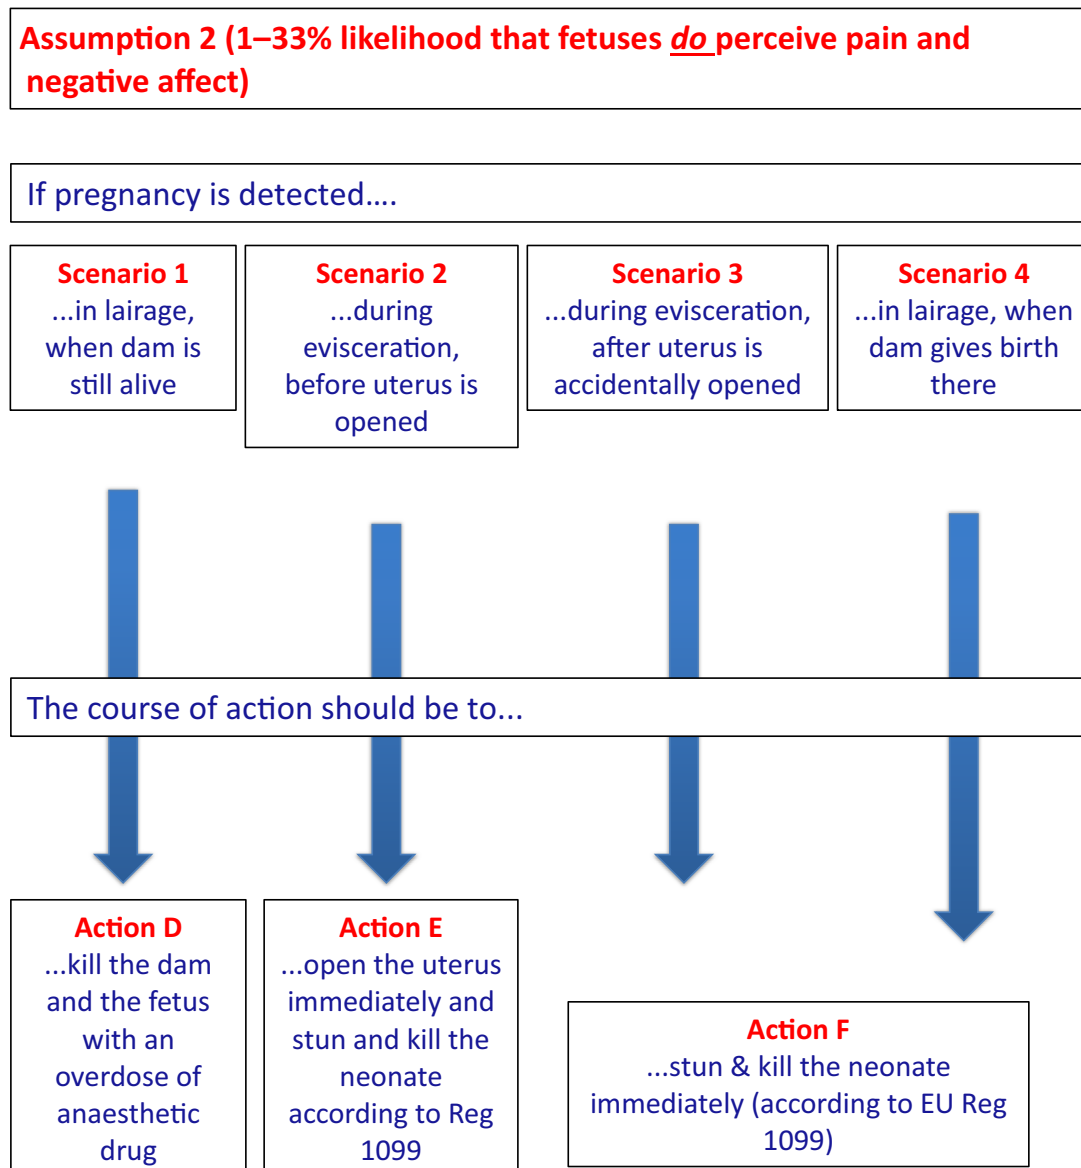 Assumption 2 (1–33% likelihood that fetuses do perceive pain and
negative affect)
If pregnancy is detected....
Scenario 1
...in lairage,
when dam is
still alive
Scenario 2
...during
evisceration,
before uterus is
opened
Scenario 3
...during evisceration,
after uterus is
accidentally opened
Scenario 4
...in lairage, when
dam gives birth
there
The course of action should be to...
Action D
...kill the dam
and the fetus
with an
overdose of
anaesthetic
drug
Action E
...open the uterus
immediately and
stun and kill the
neonate
according to Reg
1099
Action F
...stun & kill the neonate
immediately (according to EU Reg
1099)